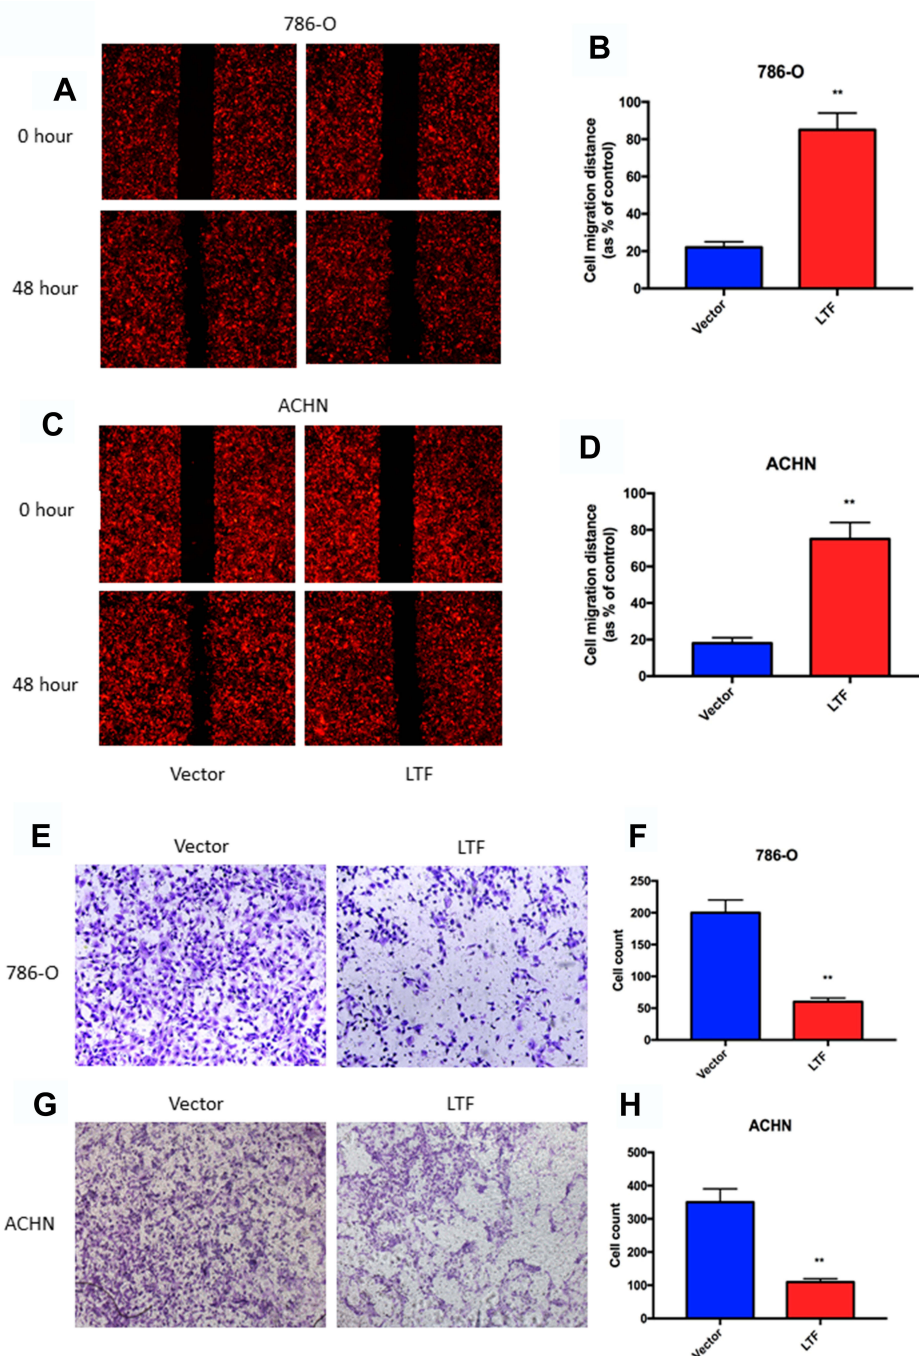 786-O
A
0 hour
48 hour
B
786-O
**
Cell migration distance
(as % of control)
100
80
60
40
20
0
Vector
LTF
C
ACHN
0 hour
48 hour
Vector
LTF
D
ACHN
**
Cell migration distance
(as % of control)
100
80
60
40
20
0
Vector
LTF
E
Vector
LTF
786-O
F
786-O
**
Cell count
250
200
150
100
50
0
Vector
LTF
G
Vector
LTF
ACHN
H
ACHN
**
Cell count
500
400
300
200
100
0
Vector
LTF